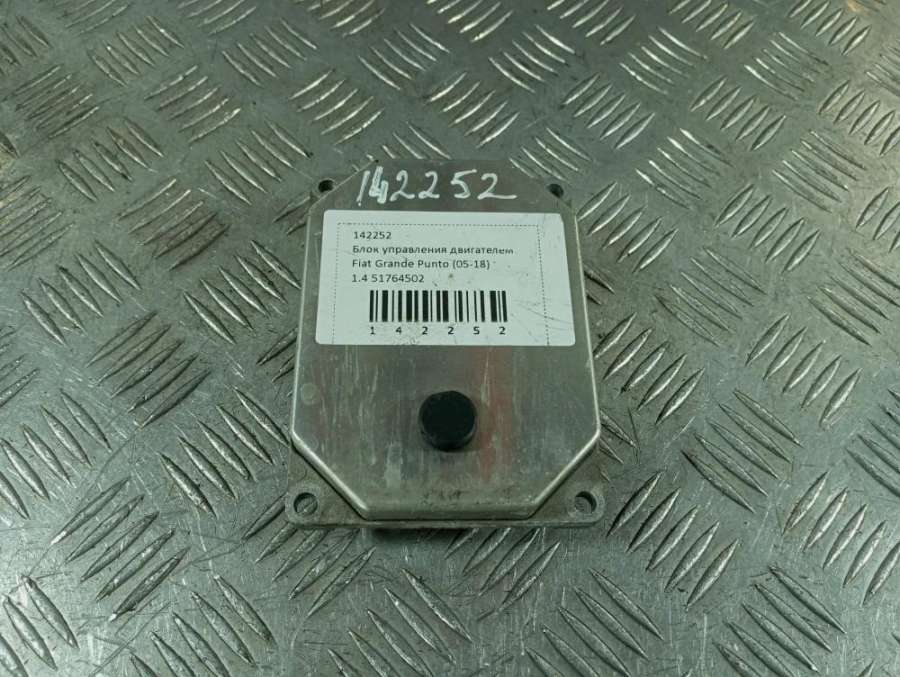 142252
142252
Блок управления двигателем
Fiat Grande Punto (05-18)
1.4 51764502
1 4 2 2 5 2